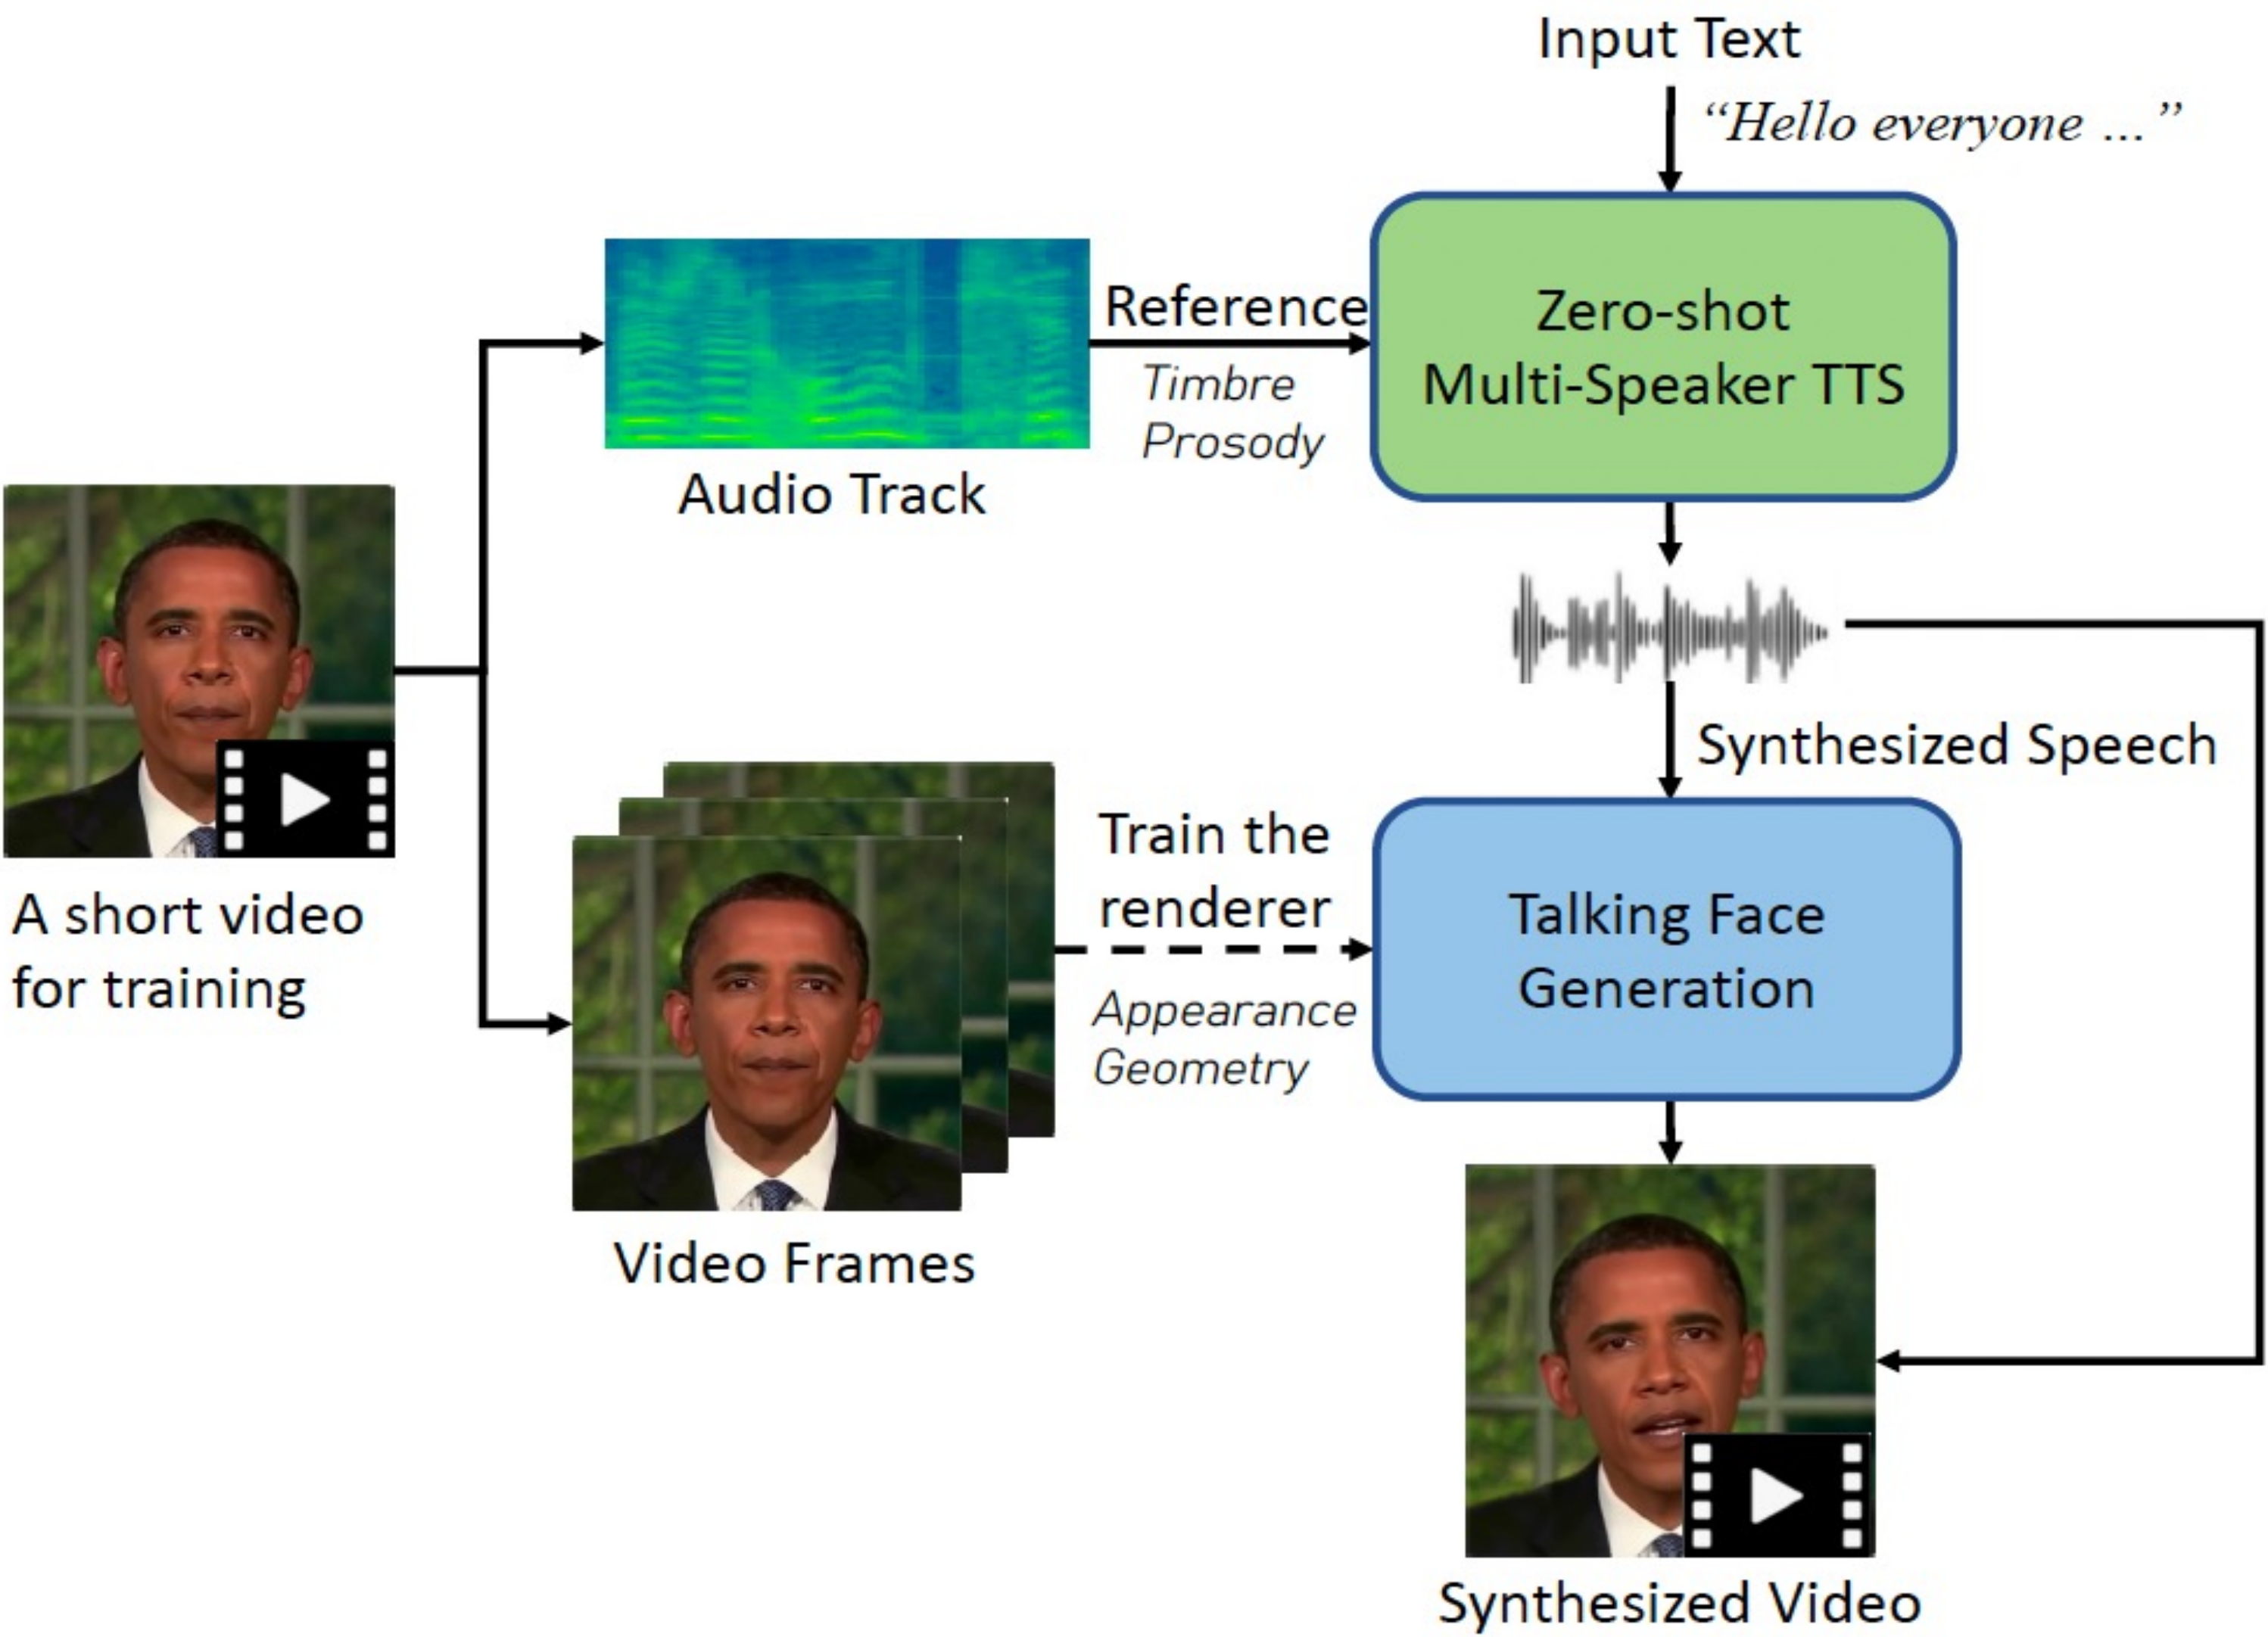 Input Text
“Hello everyone …”
Reference
Timbre
Prosody
Zero-shot
Multi-Speaker TTS
Audio Track
Synthesized Speech
A short video
for training
Train the
renderer
Appearance
Geometry
Talking Face
Generation
Video Frames
Synthesized Video